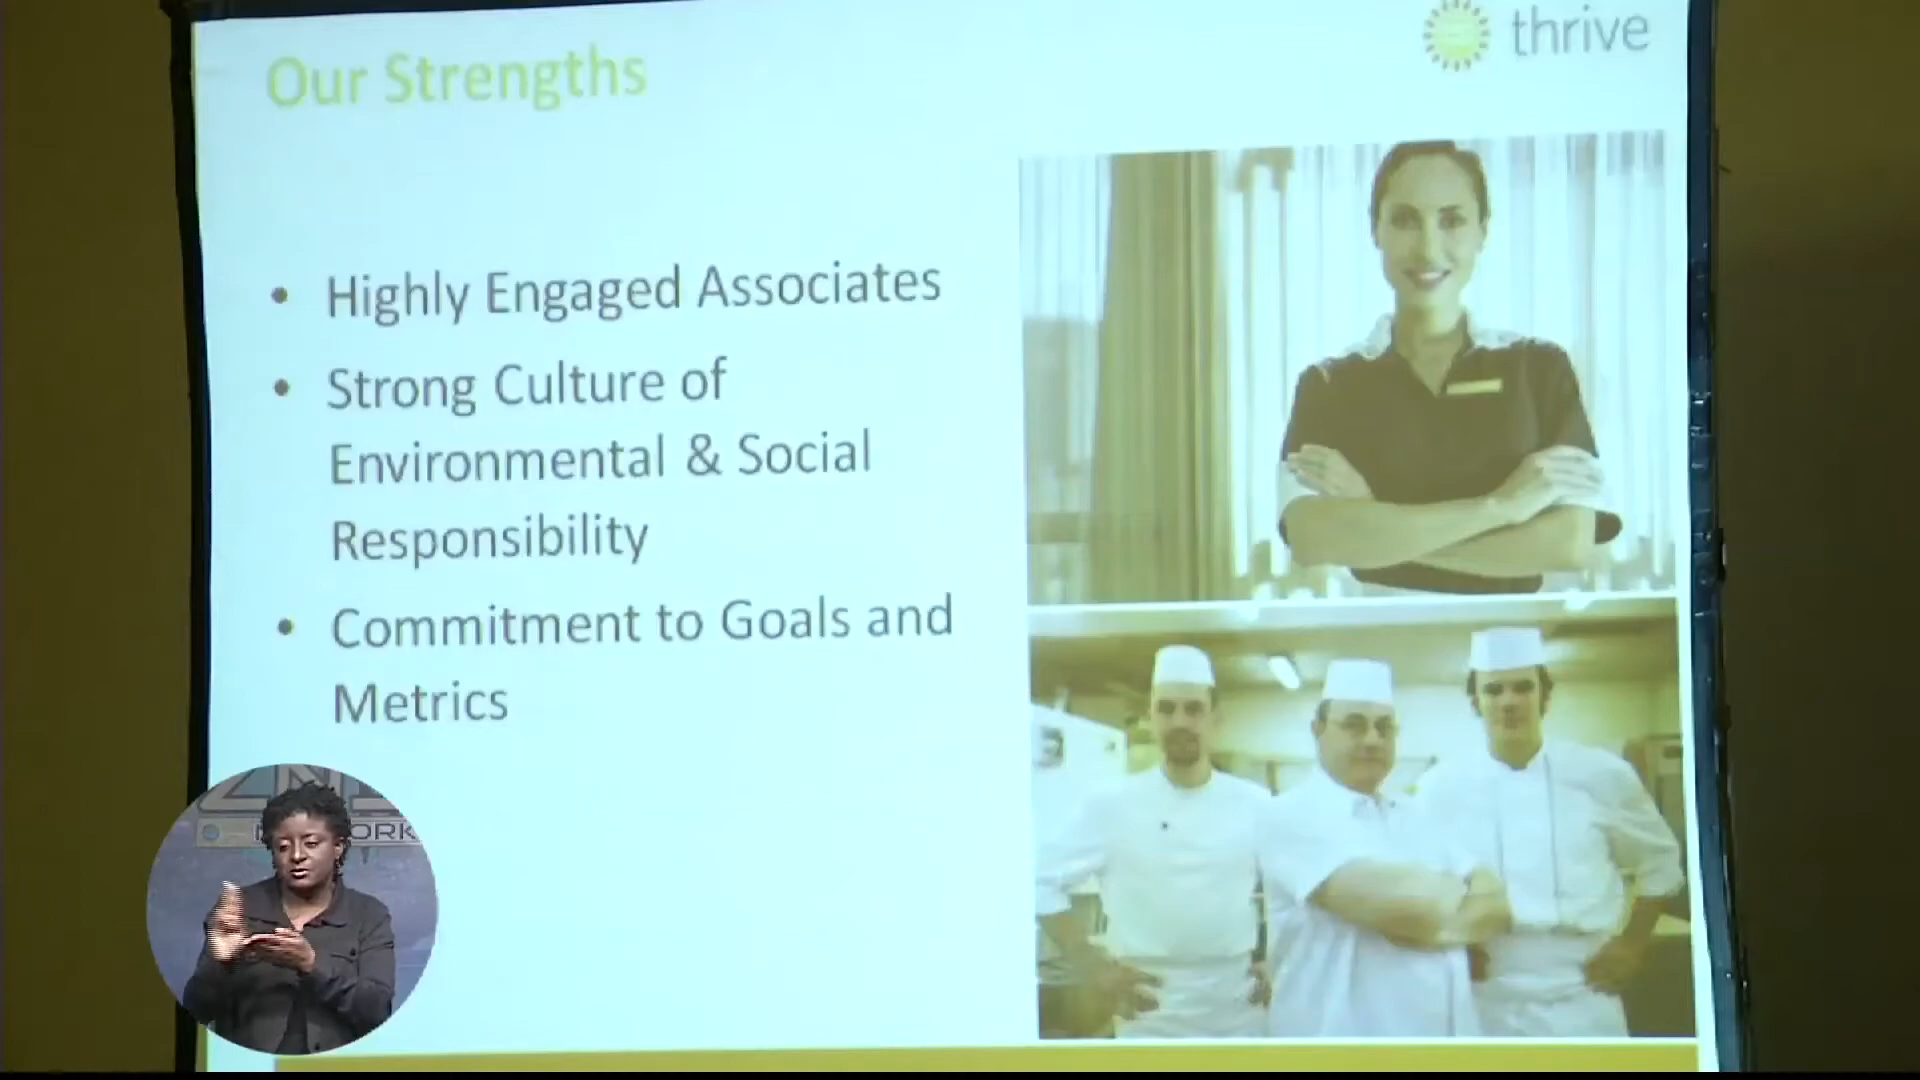 thrive
Our Strengths
• Highly Engaged Associates
• Strong Culture of
Environmental & Social
Responsibility
• Commitment to Goals and
Metrics